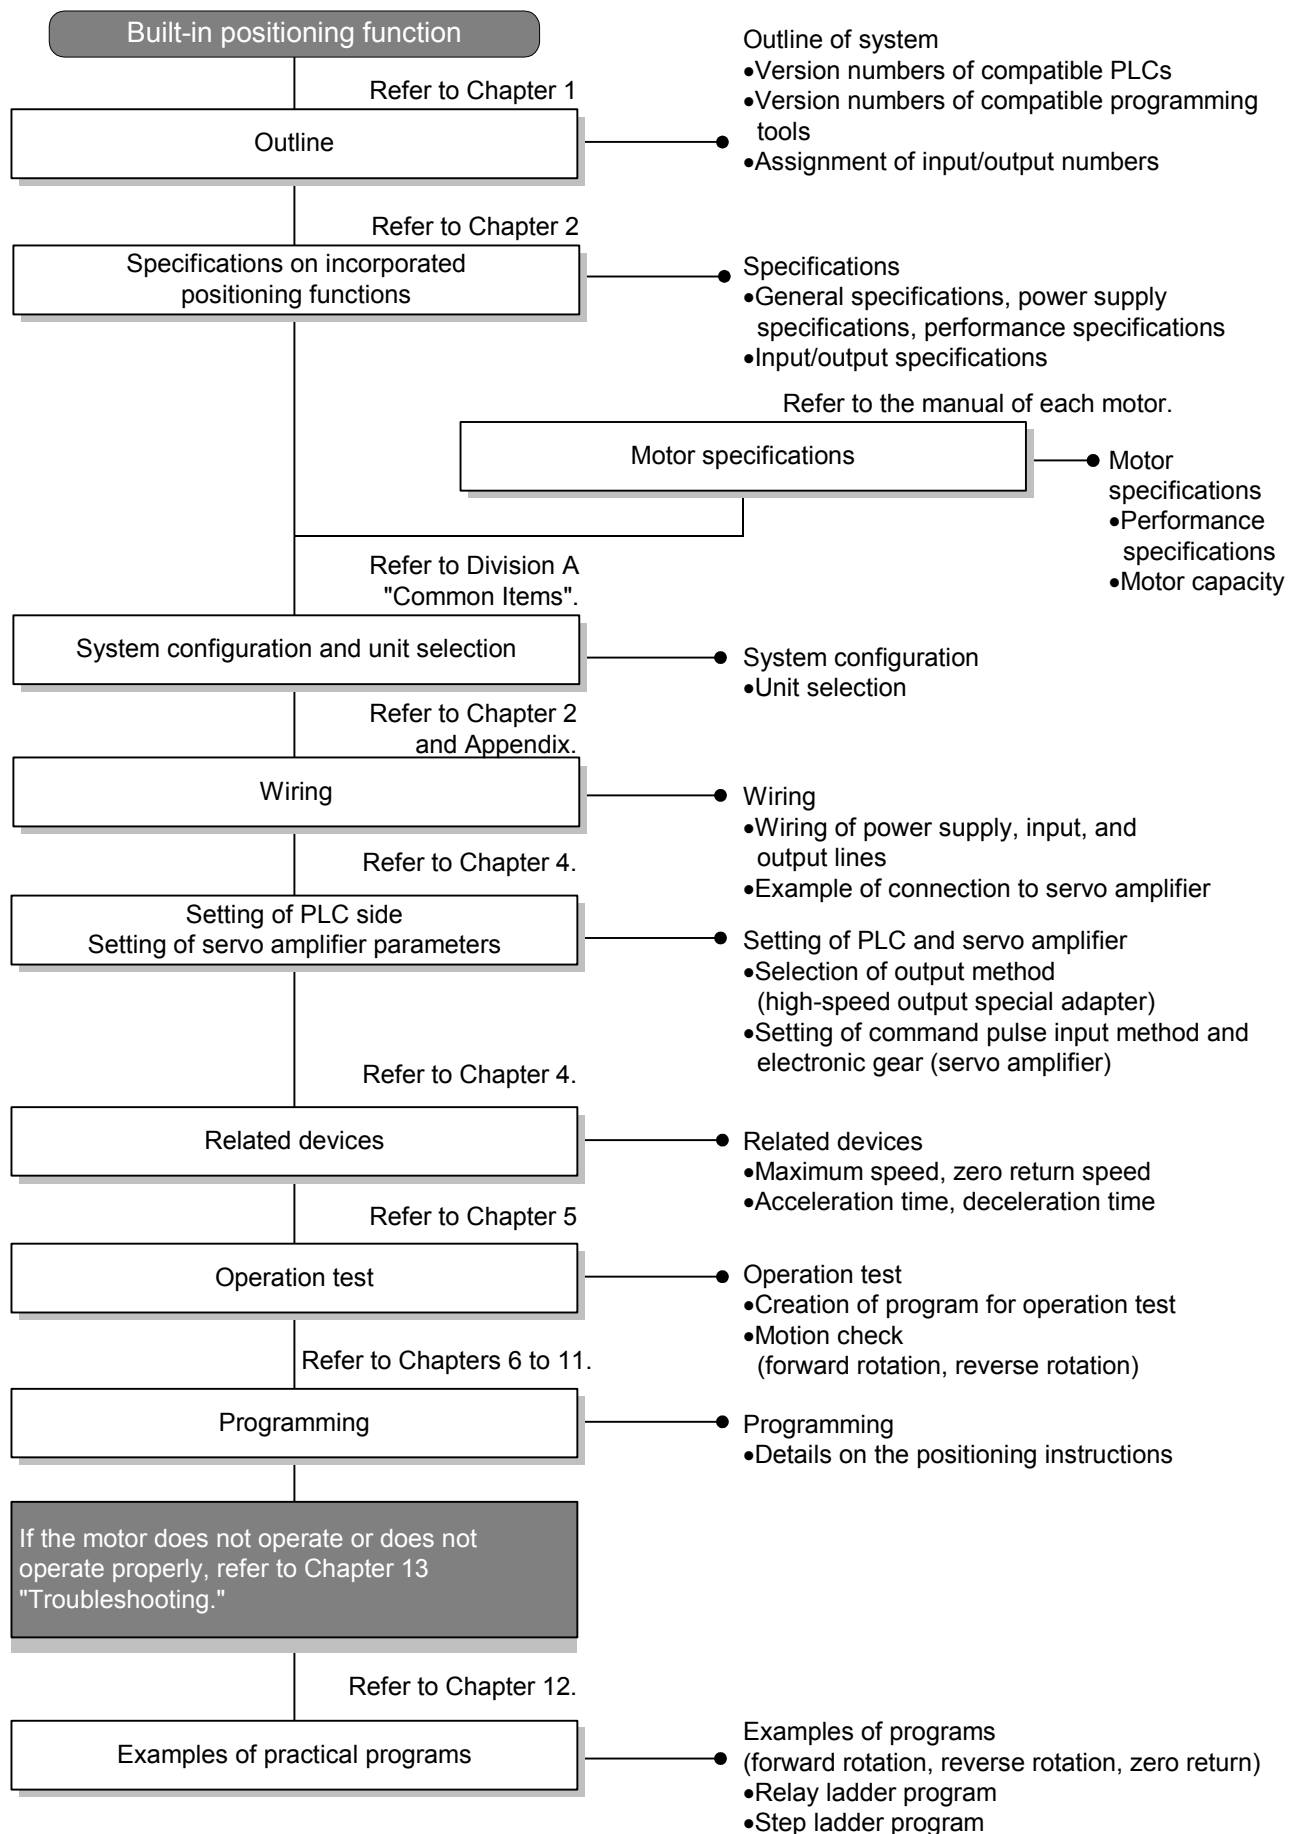 Built-in positioning function
Refer to Chapter 1
Outline
Outline of system
•Version numbers of compatible PLCs
•Version numbers of compatible programming
tools
•Assignment of input/output numbers
Refer to Chapter 2
Specifications on incorporated
positioning functions
Specifications
•General specifications, power supply
specifications, performance specifications
•Input/output specifications
Refer to the manual of each motor.
Motor specifications
Motor
specifications
•Performance
specifications
•Motor capacity
Refer to Division A
"Common Items".
System configuration and unit selection
System configuration
•Unit selection
Refer to Chapter 2
and Appendix.
Wiring
Wiring
•Wiring of power supply, input, and
output lines
•Example of connection to servo amplifier
Refer to Chapter 4.
Setting of PLC side
Setting of servo amplifier parameters
Setting of PLC and servo amplifier
•Selection of output method
(high-speed output special adapter)
•Setting of command pulse input method and
electronic gear (servo amplifier)
Refer to Chapter 4.
Related devices
Related devices
•Maximum speed, zero return speed
•Acceleration time, deceleration time
Refer to Chapter 5
Operation test
Operation test
•Creation of program for operation test
•Motion check
(forward rotation, reverse rotation)
Refer to Chapters 6 to 11.
Programming
Programming
•Details on the positioning instructions
If the motor does not operate or does not
operate properly, refer to Chapter 13
"Troubleshooting."
Refer to Chapter 12.
Examples of practical programs
Examples of programs
(forward rotation, reverse rotation, zero return)
•Relay ladder program
•Step ladder program